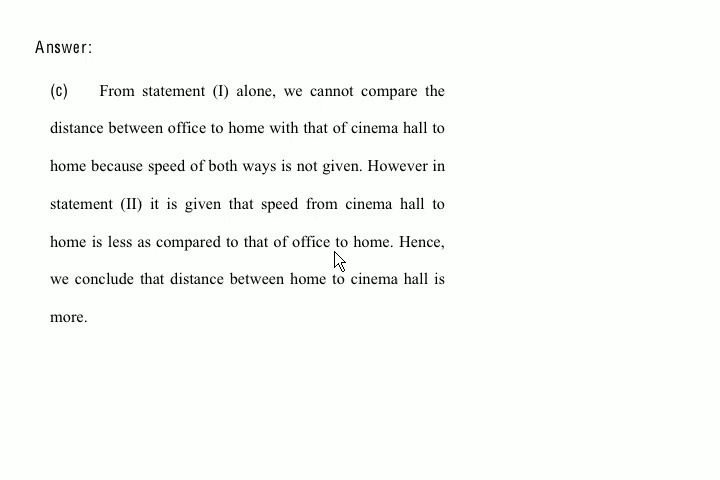 Answer:
(c) From statement (I) alone, we cannot compare the
distance between office to home with that of cinema hall to
home because speed of both ways is not given. However in
statement (II) it is given that speed from cinema hall to
home is less as compared to that of office to home. Hence,
we conclude that distance between home to cinema hall is
more.